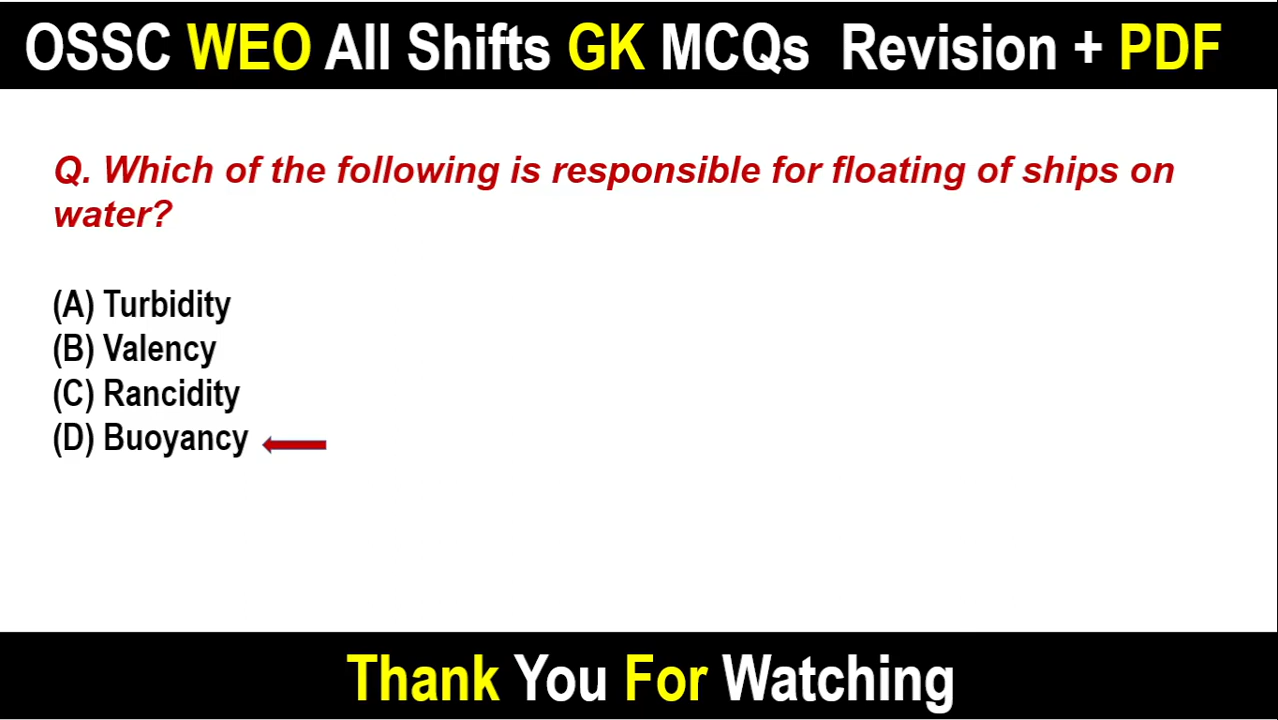 OSSC WEO All Shifts GK MCQs Revision + PDF
Q. Which of the following is responsible for floating of ships on
water?
(A) Turbidity
(B) Valency
(C) Rancidity
(D) Buoyancy
Thank You For Watching